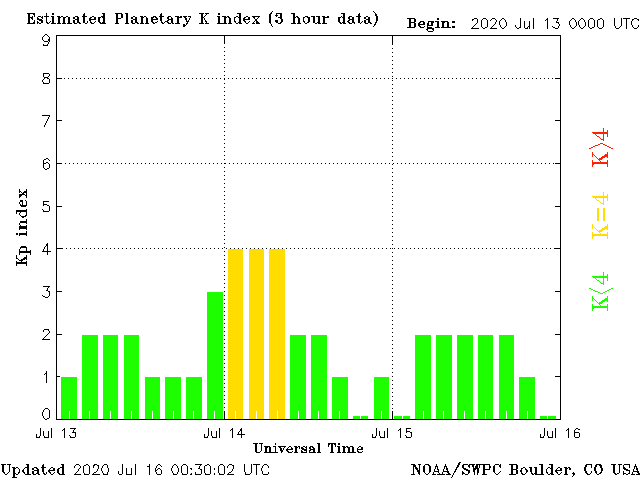 Estimated Planetary K index (3 hour data) Begin: 2020 Jul 13 0000 UTC
9
8
7
6
5
4
3
2
1
0
Kp index
Jul 13 Jul 14 Jul 15 Jul 16
Universal Time
K<4 K=4 K>4
Updated 2020 Jul 16 00:30:02 UTC NOAA/SWPC Boulder, CO USA